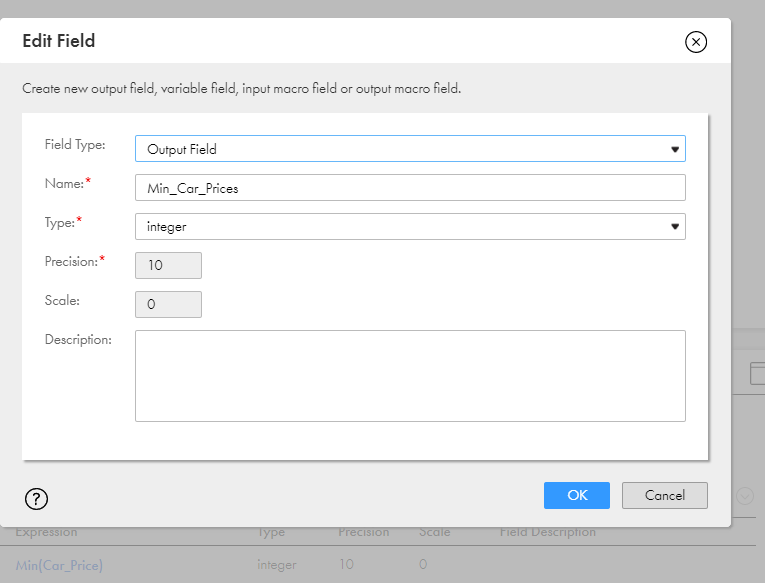 Edit Field
Create new output field, variable field, input macro field or output macro field.
Field Type: Output Field
Name:* Min_Car_Prices
Type:* integer
Precision:* 10
Scale: 0
Description:
?
OK Cancel
Expression Type Precision Scale Field Description
Min(Car_Price) integer 10 0